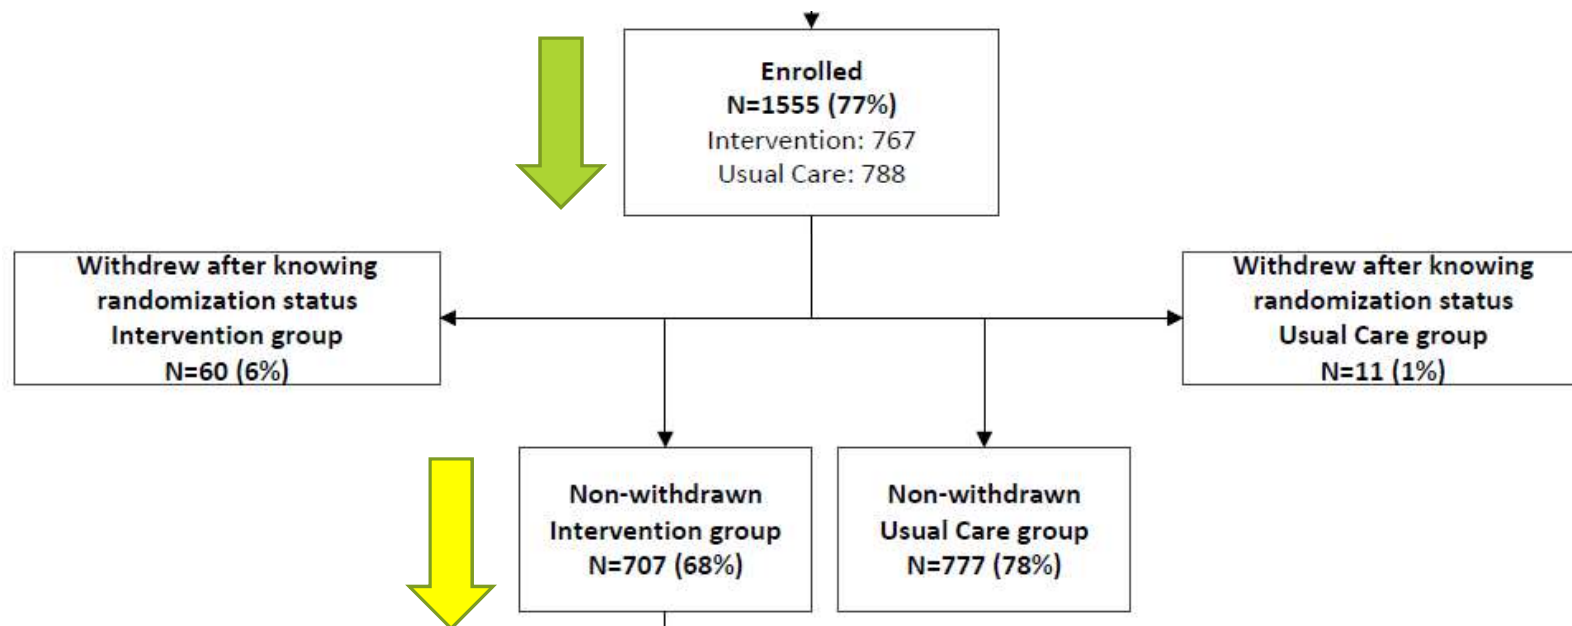 Enrolled
N=1555 (77%)
Intervention: 767
Usual Care: 788
Withdrew after knowing
randomization status
Intervention group
N=60 (6%)
Withdrew after knowing
randomization status
Usual Care group
N=11 (1%)
Non-withdrawn
Intervention group
N=707 (68%)
Non-withdrawn
Usual Care group
N=777 (78%)